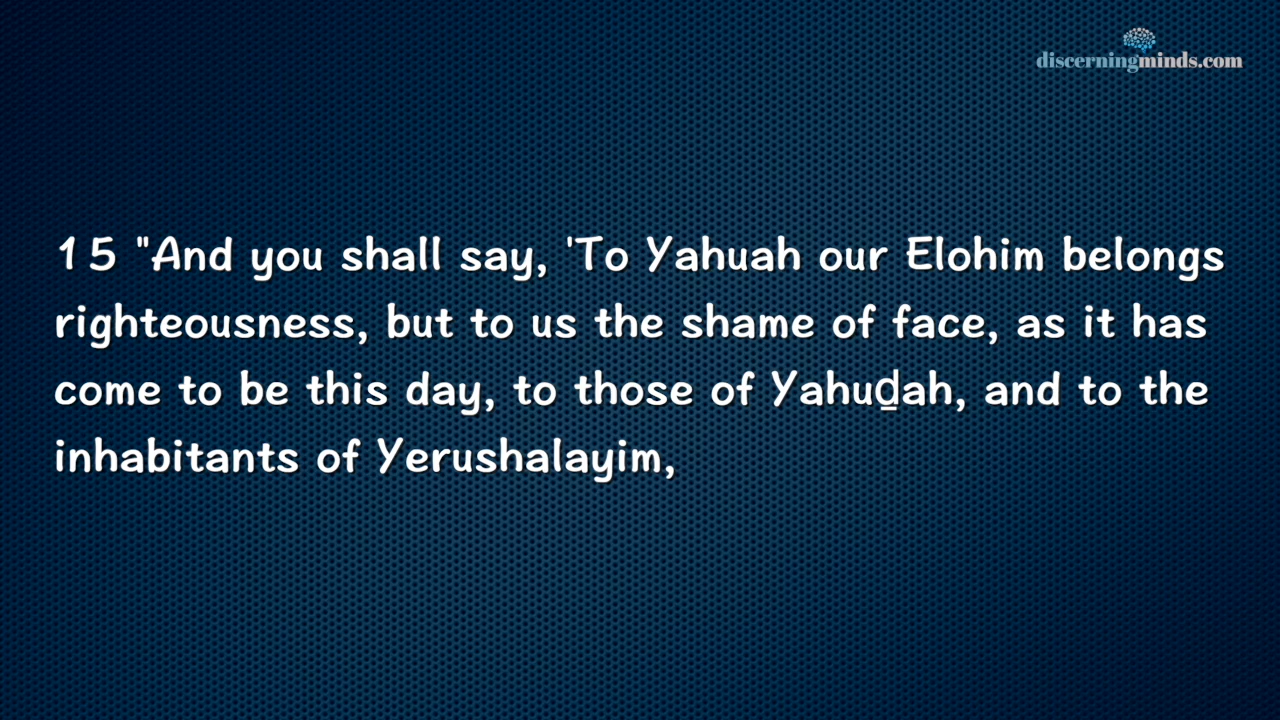 discerningminds.com
15 "And you shall say, 'To Yahuah our Elohim belongs
righteousness, but to us the shame of face, as it has
come to be this day, to those of Yahuḏah, and to the
inhabitants of Yerushalayim,